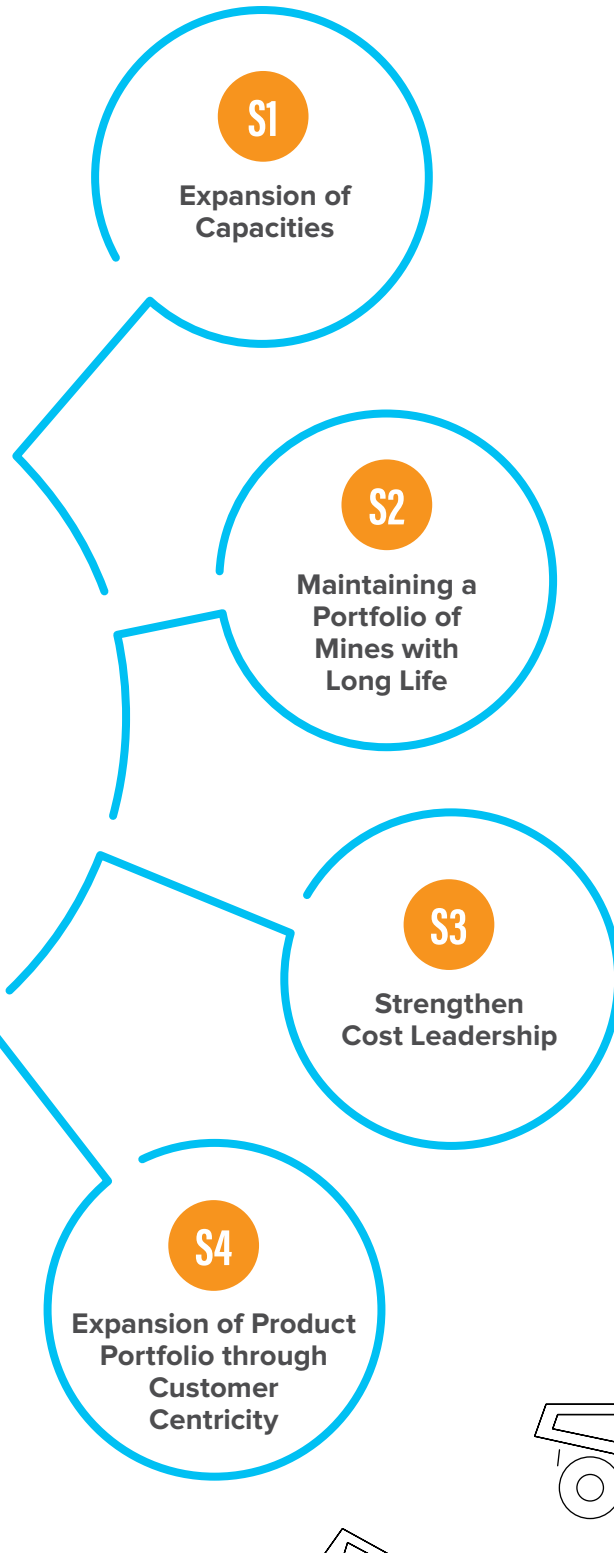 S1
Expansion of
Capacities
S2
Maintaining a
Portfolio of
Mines with
Long Life
S3
Strengthen
Cost Leadership
S4
Expansion of Product
Portfolio through
Customer
Centricity